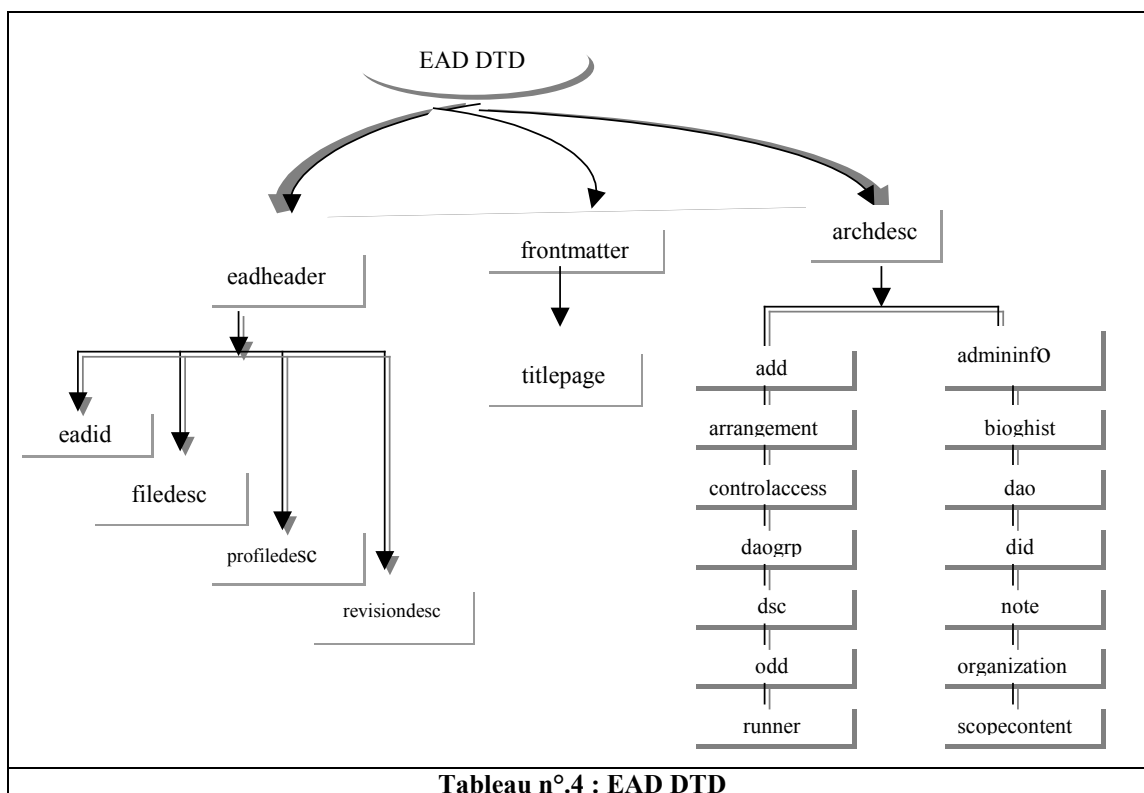 EAD DTD
eadheader
frontmatter
archdesc
eadid
filedesc
profiledesc
revisiondesc
titlepage
add
arrangement
controlaccess
daogrp
dsc
odd
runner
admininfo
bioghist
dao
did
note
organization
scopecontent
Tableau n°.4 : EAD DTD